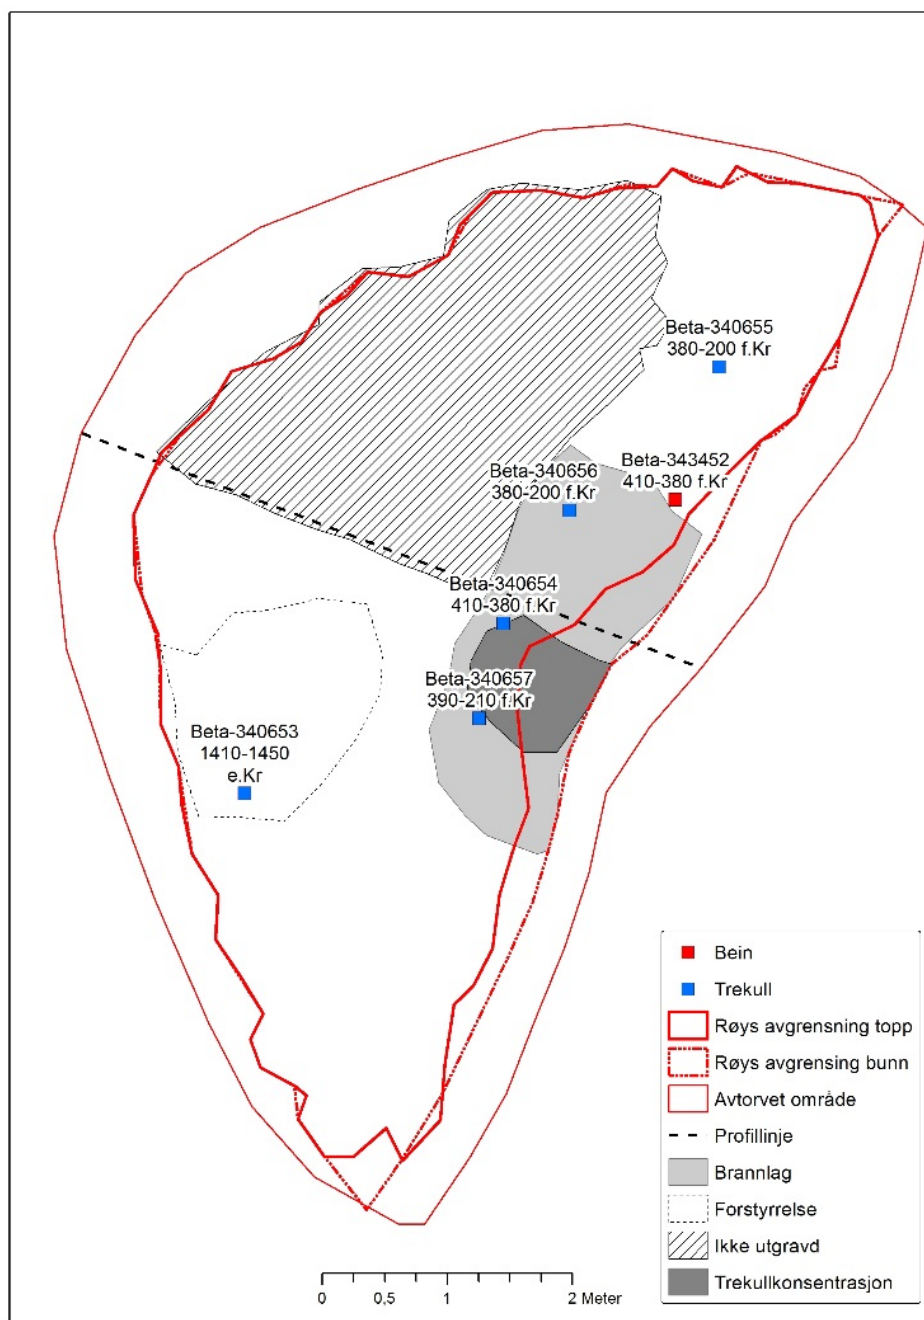 Beta-340655
380-200 f.Kr
Beta-340656
380-200 f.Kr
Beta-343452
410-380 f.Kr
Beta-340654
410-380 f.Kr
Beta-340657
390-210 f.Kr
Beta-340653
1410-1450
e.Kr
Bein
Trekull
Røys avgrensning topp
Røys avgrensing bunn
Avtorvet område
Profillinje
Brannlag
Forstyrrelse
Ikke utgravd
Trekullkonsentrasjon
0 0,5 1 2 Meter